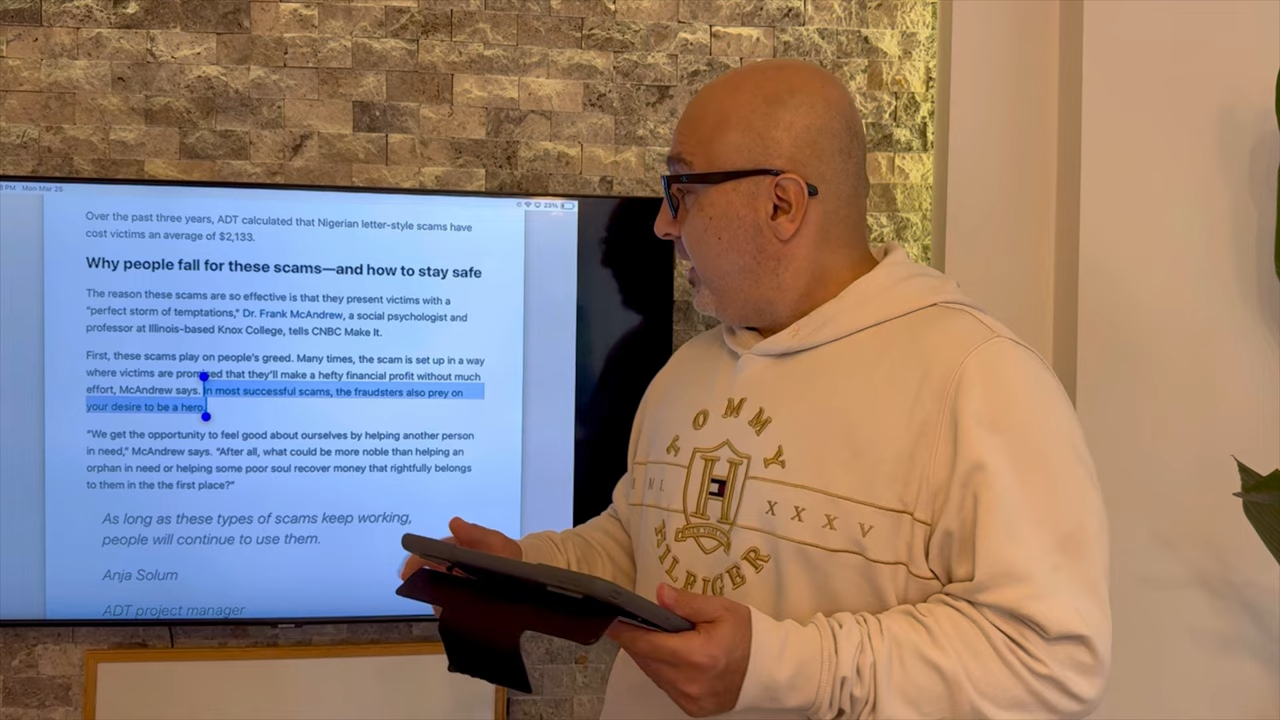 8 PM Mon Mar 25
23%
Over the past three years, ADT calculated that Nigerian letter-style scams have
cost victims an average of $2,133.
Why people fall for these scams—and how to stay safe
The reason these scams are so effective is that they present victims with a
"perfect storm of temptations," Dr. Frank McAndrew, a social psychologist and
professor at Illinois-based Knox College, tells CNBC Make It.
First, these scams play on people's greed. Many times, the scam is set up in a way
where victims are promised that they'll make a hefty financial profit without much
effort, McAndrew says. In most successful scams, the fraudsters also prey on
your desire to be a hero.
"We get the opportunity to feel good about ourselves by helping another person
in need," McAndrew says. "After all, what could be more noble than helping an
orphan in need or helping some poor soul recover money that rightfully belongs
to them in the the first place?"
As long as these types of scams keep working,
people will continue to use them.
Anja Solum
ADT project manager
TOMMY
H
XXXV
HILFIGER